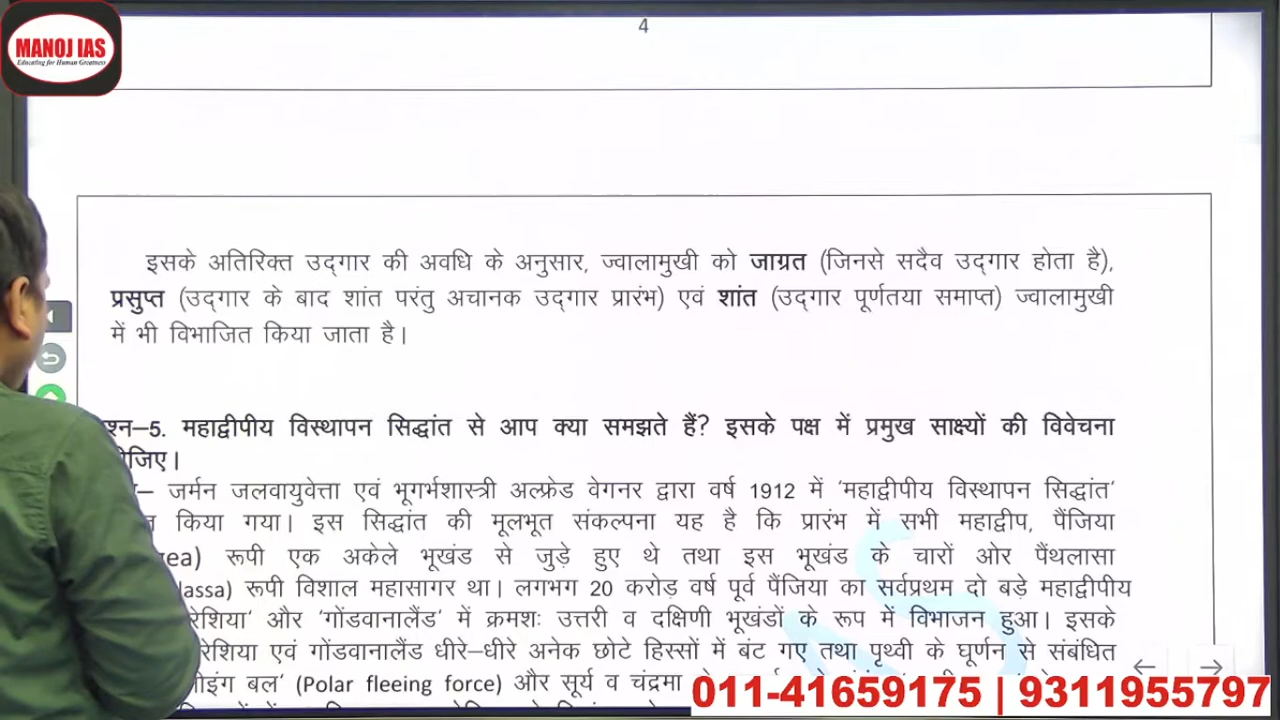 MANOJ IAS
Educating for Human Greatness
4
इसके अतिरिक्त उद्‌गार की अवधि के अनुसार, ज्वालामुखी को जाग्रत (जिनसे सदैव उद्‌गार होता है),
प्रसुप्त (उद्‌गार के बाद शांत परंतु अचानक उद्‌गार प्रारंभ) एवं शांत (उद्‌गार पूर्णतया समाप्त) ज्वालामुखी
में भी विभाजित किया जाता है।
श्न–5. महाद्वीपीय विस्थापन सिद्धांत से आप क्या समझते हैं? इसके पक्ष में प्रमुख साक्ष्यों की विवेचना
जिए।
– जर्मन जलवायुवेत्ता एवं भूगर्भशास्त्री अल्फ्रेड वेगनर द्वारा वर्ष 1912 में 'महाद्वीपीय विस्थापन सिद्धांत'
किया गया। इस सिद्धांत की मूलभूत संकल्पना यह है कि प्रारंभ में सभी महाद्वीप, पैंजिया
ea) रूपी एक अकेले भूखंड से जुड़े हुए थे तथा इस भूखंड के चारों ओर पैंथलासा
lassa) रूपी विशाल महासागर था। लगभग 20 करोड़ वर्ष पूर्व पैंजिया का सर्वप्रथम दो बड़े महाद्वीपीय
रेशिया' और 'गोंडवानालैंड' में क्रमशः उत्तरी व दक्षिणी भूखंडों के रूप में विभाजन हुआ। इसके
रेशिया एवं गोंडवानालैंड धीरे–धीरे अनेक छोटे हिस्सों में बंट गए तथा पृथ्वी के घूर्णन से संबंधित
इंग बल' (Polar fleeing force) और सूर्य व चंद्रमा
011-41659175 | 9311955797